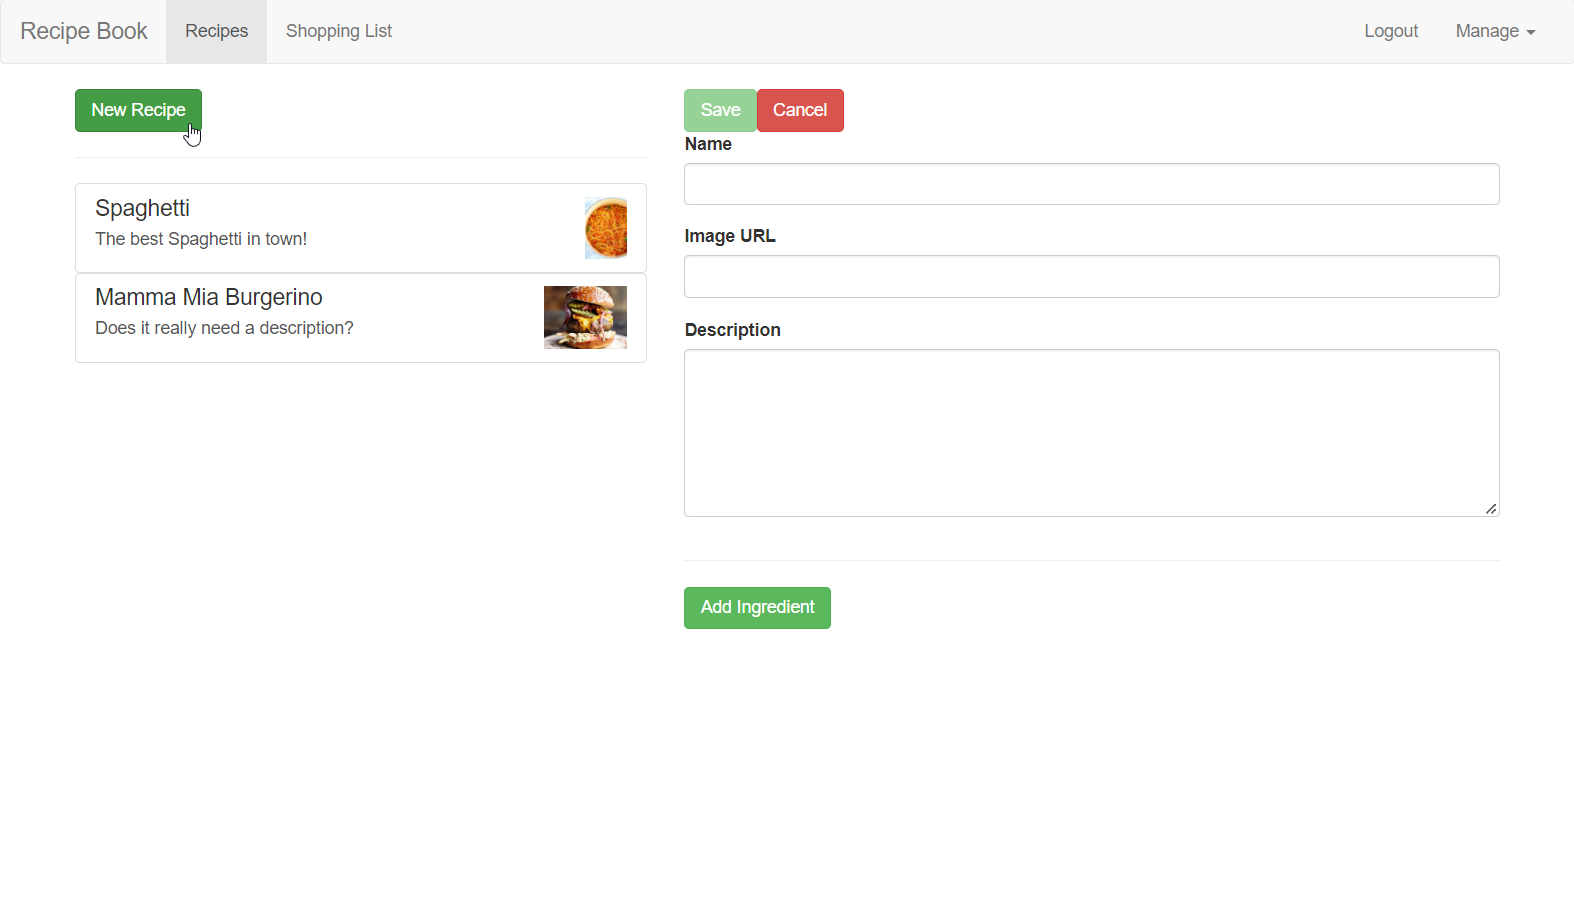 Recipe Book
Recipes
Shopping List
Logout
Manage
New Recipe
Spaghetti
The best Spaghetti in town!
Mamma Mia Burgerino
Does it really need a description?
Save
Cancel
Name
Image URL
Description
Add Ingredient